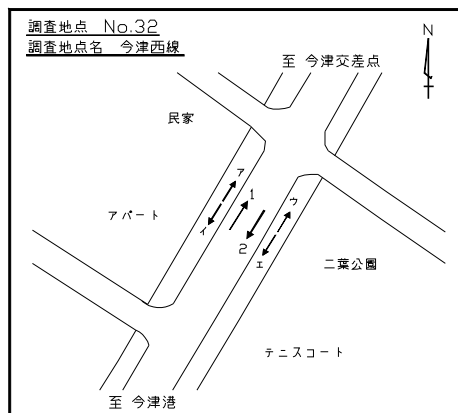 調査地点 No.32
調査地点名 今津西線
N
至 今津交差点
民家
ア
1
ウ
アパート
イ
2
エ
二葉公園
テニスコート
至 今津港